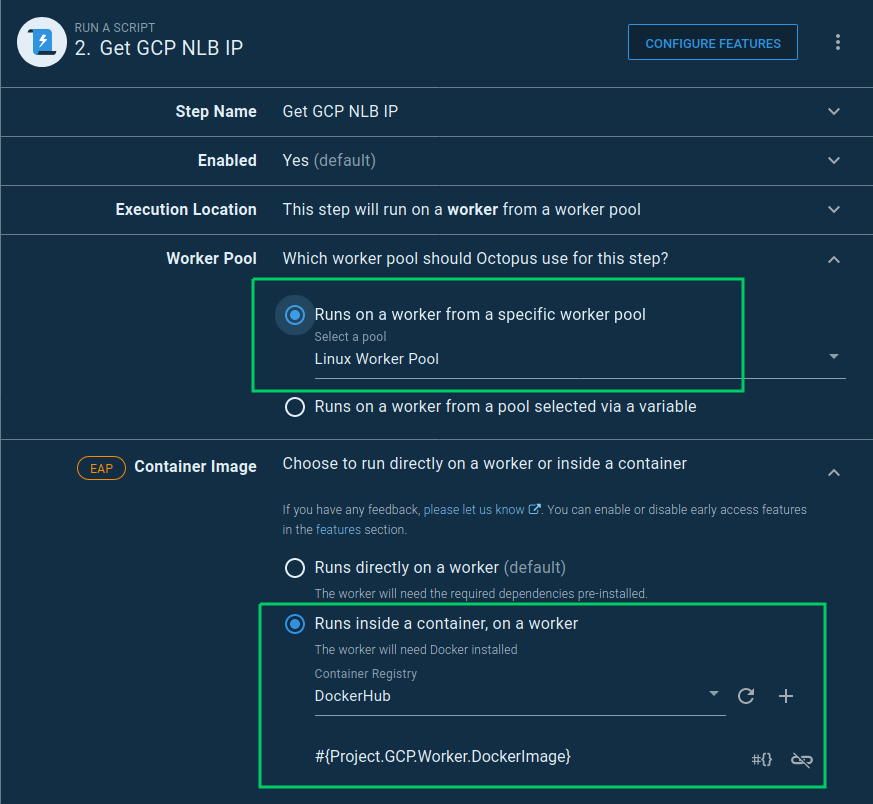 RUN A SCRIPT
2. Get GCP NLB IP
CONFIGURE FEATURES
Step Name Get GCP NLB IP
Enabled Yes (default)
Execution Location This step will run on a worker from a worker pool
Worker Pool Which worker pool should Octopus use for this step?
Runs on a worker from a specific worker pool
Select a pool
Linux Worker Pool
Runs on a worker from a pool selected via a variable
EAP Container Image Choose to run directly on a worker or inside a container
If you have any feedback, please let us know. You can enable or disable early access features
in the features section.
Runs directly on a worker (default)
The worker will need the required dependencies pre-installed.
Runs inside a container, on a worker
The worker will need Docker installed
Container Registry
DockerHub
#{Project.GCP.Worker.DockerImage}
#{}